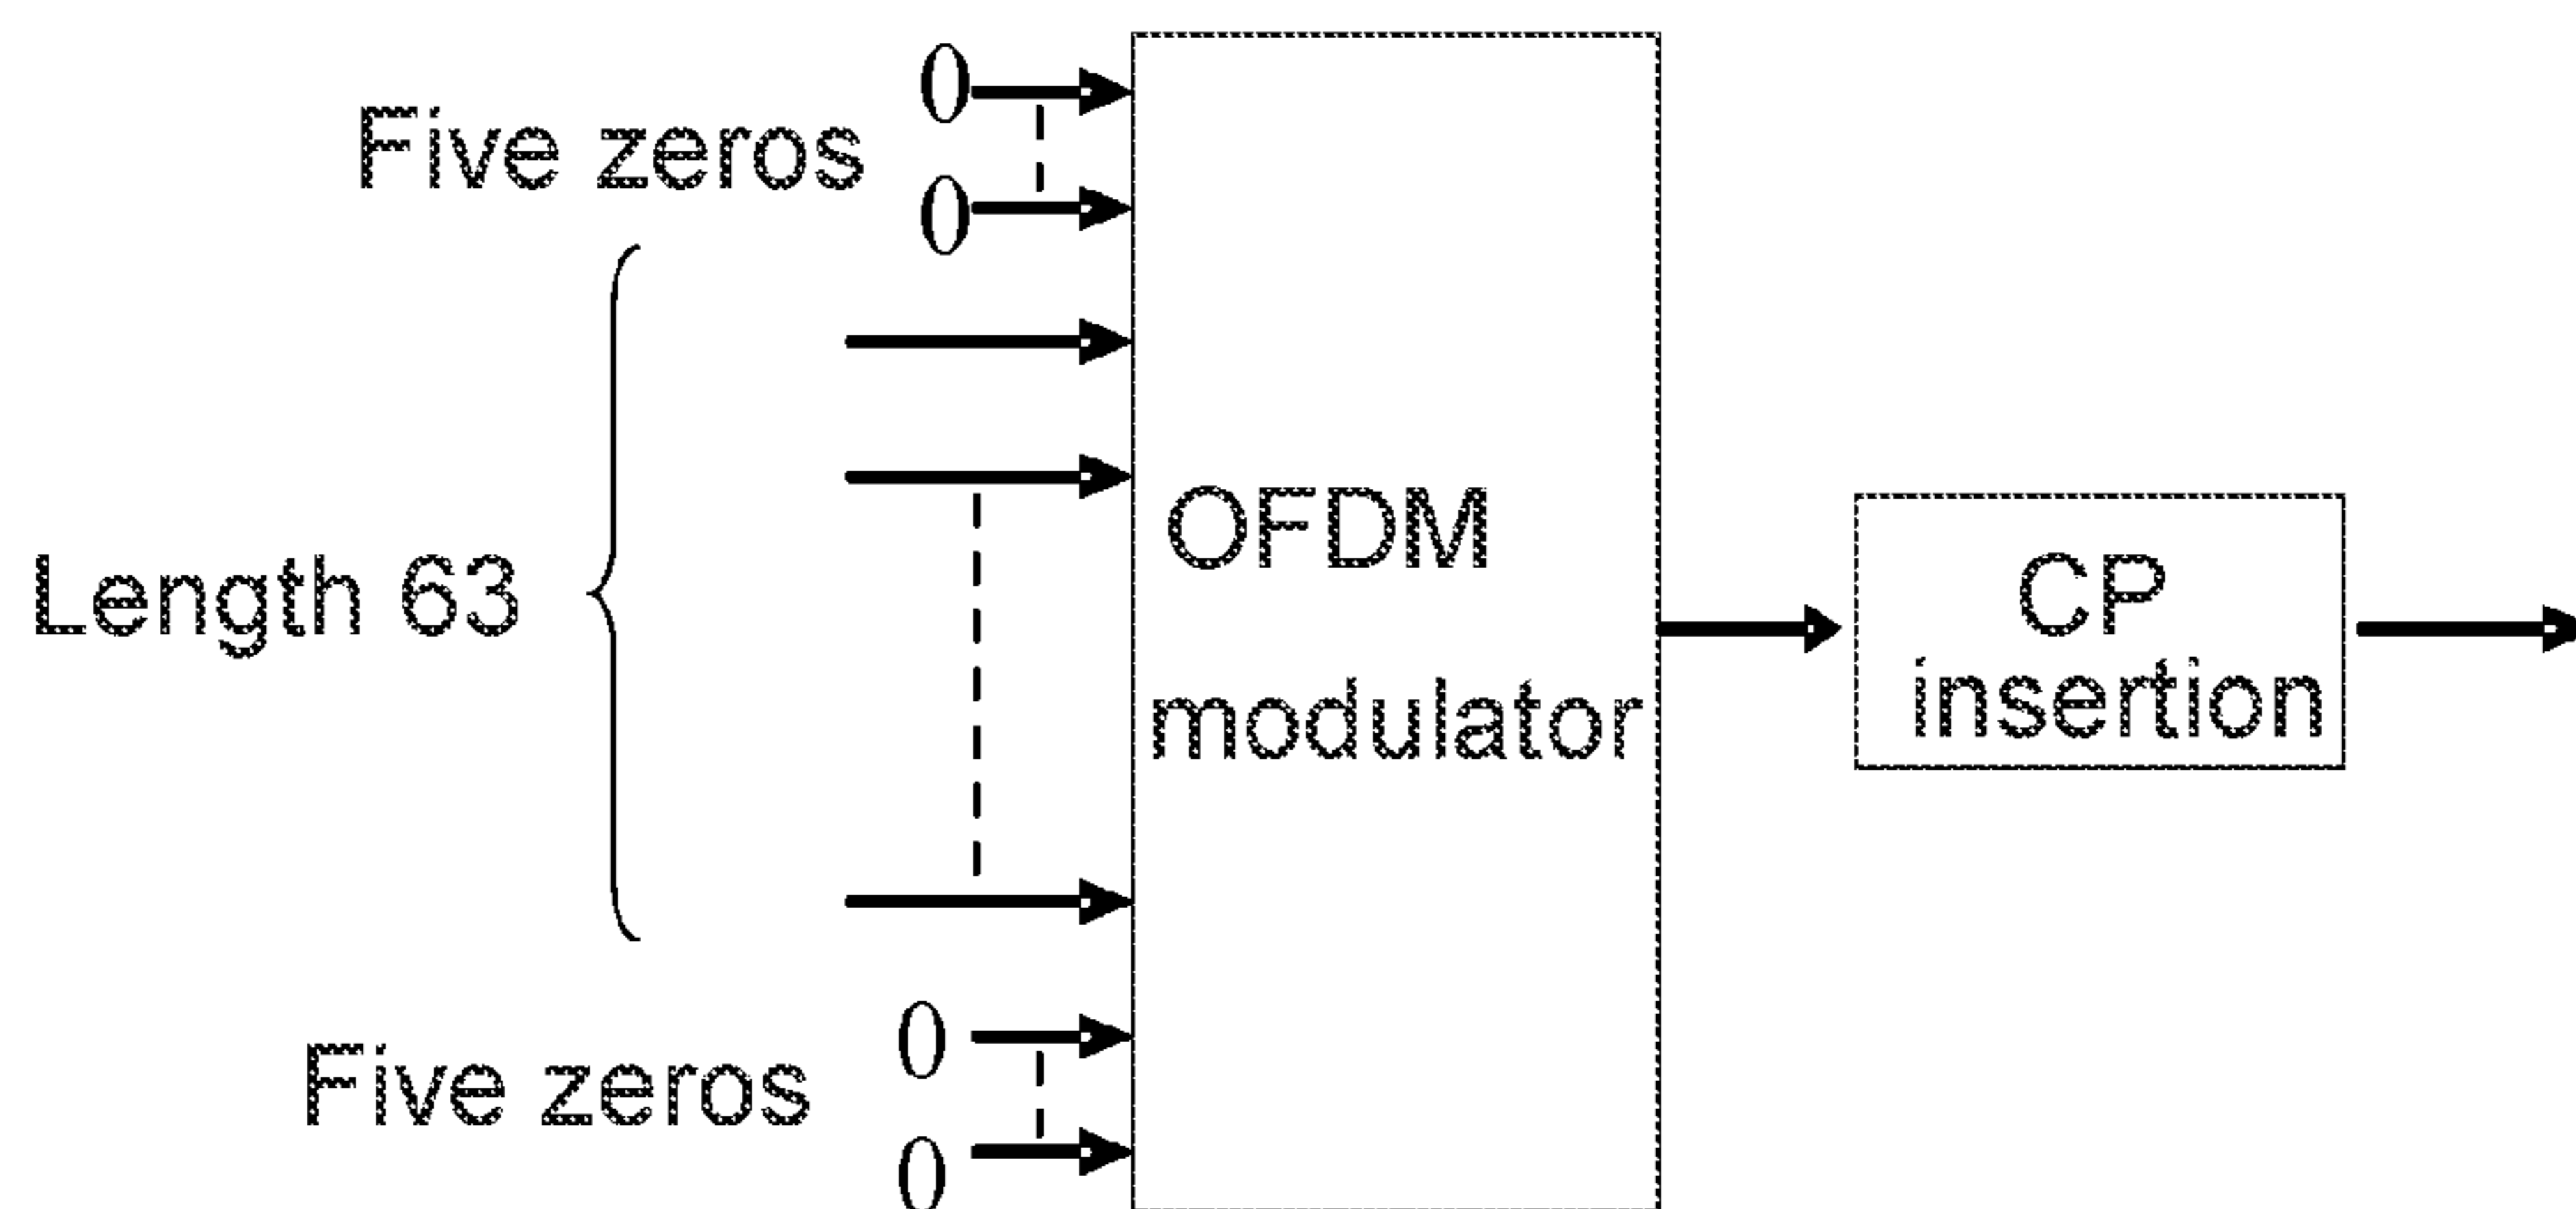 0
Five zeros
0
Length 63
OFDM
modulator
CP
insertion
0
Five zeros
0